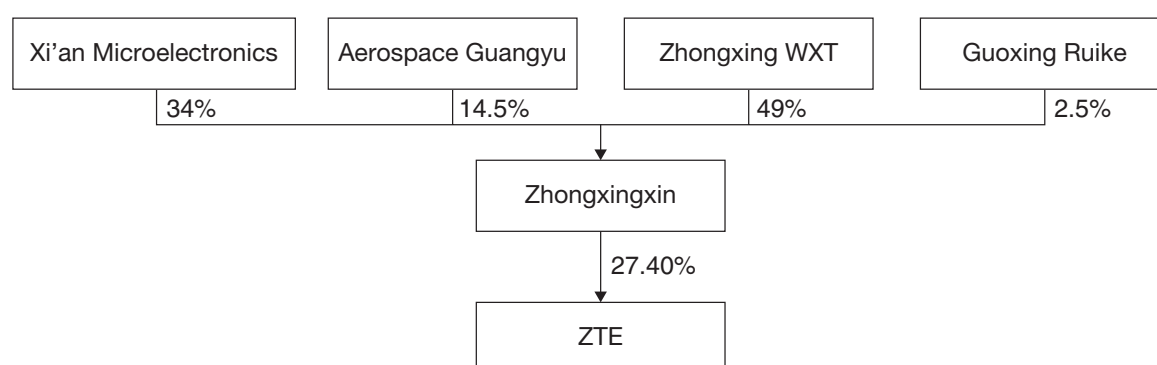 Xi'an Microelectronics
Aerospace Guangyu
Zhongxing WXT
Guoxing Ruike
34%
14.5%
49%
2.5%
Zhongxingxin
27.40%
ZTE